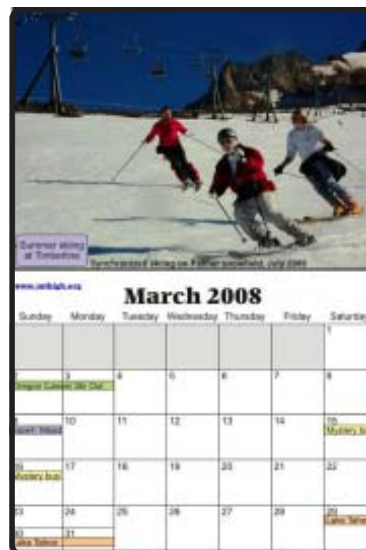 Summer skiing
at Timberline
Synchronized skiing on Palmer snowfield, July 2005
www.mthigh.org
March 2008
Sunday Monday Tuesday Wednesday Thursday Friday Saturday
1
2 3 4 5 6 7 8
Oregon Ski Out
9 10 11 12 13 14 15
Mystery bus
16 17 18 19 20 21 22
Mystery bus
23 24 25 26 27 28 29
Lake Tahoe
30 31
Lake Tahoe